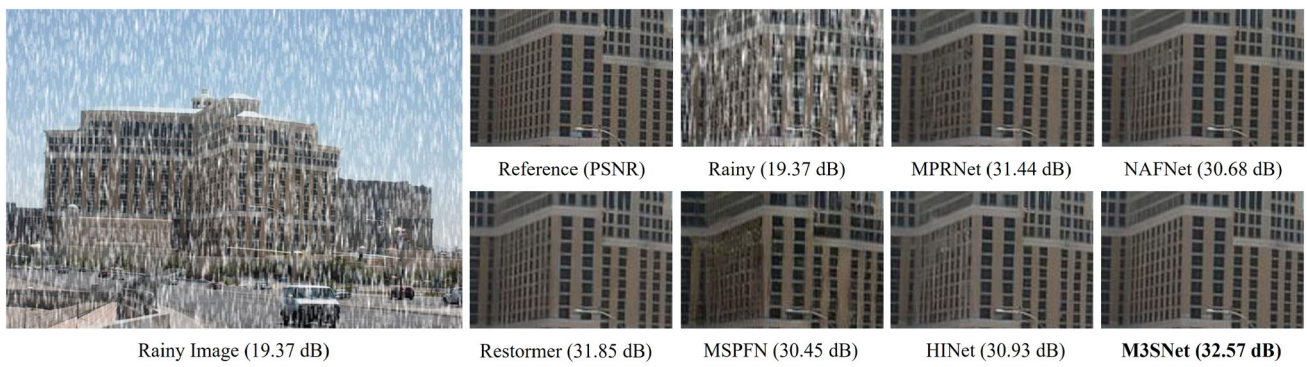 Reference (PSNR)
Rainy (19.37 dB)
MPRNet (31.44 dB)
NAFNet (30.68 dB)
Rainy Image (19.37 dB)
Restormer (31.85 dB)
MSPFN (30.45 dB)
HINet (30.93 dB)
M3SNet (32.57 dB)